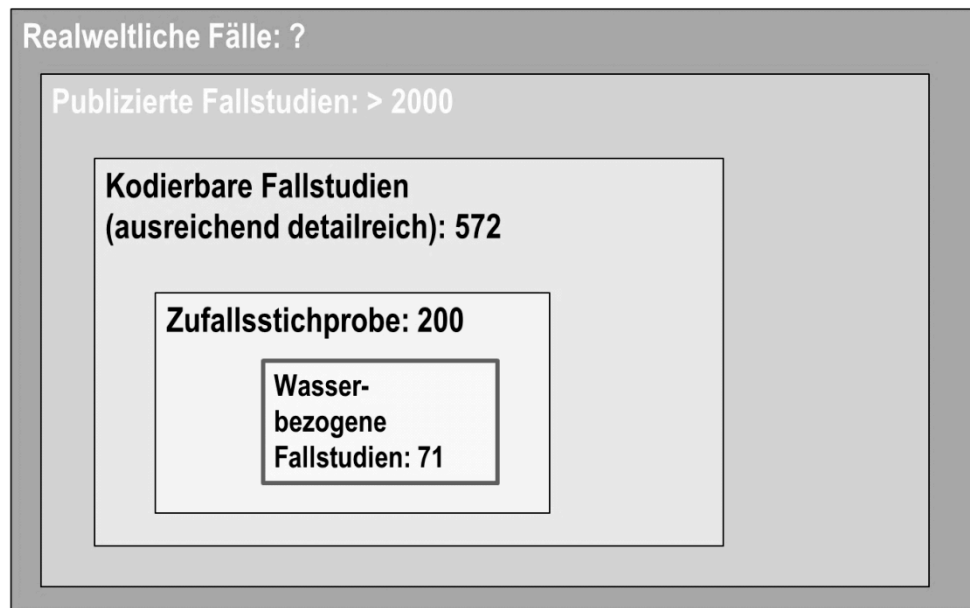 Realweltliche Fälle: ?
Publizierte Fallstudien: > 2000
Kodierbare Fallstudien
(ausreichend detailreich): 572
Zufallsstichprobe: 200
Wasser-
bezogene
Fallstudien: 71